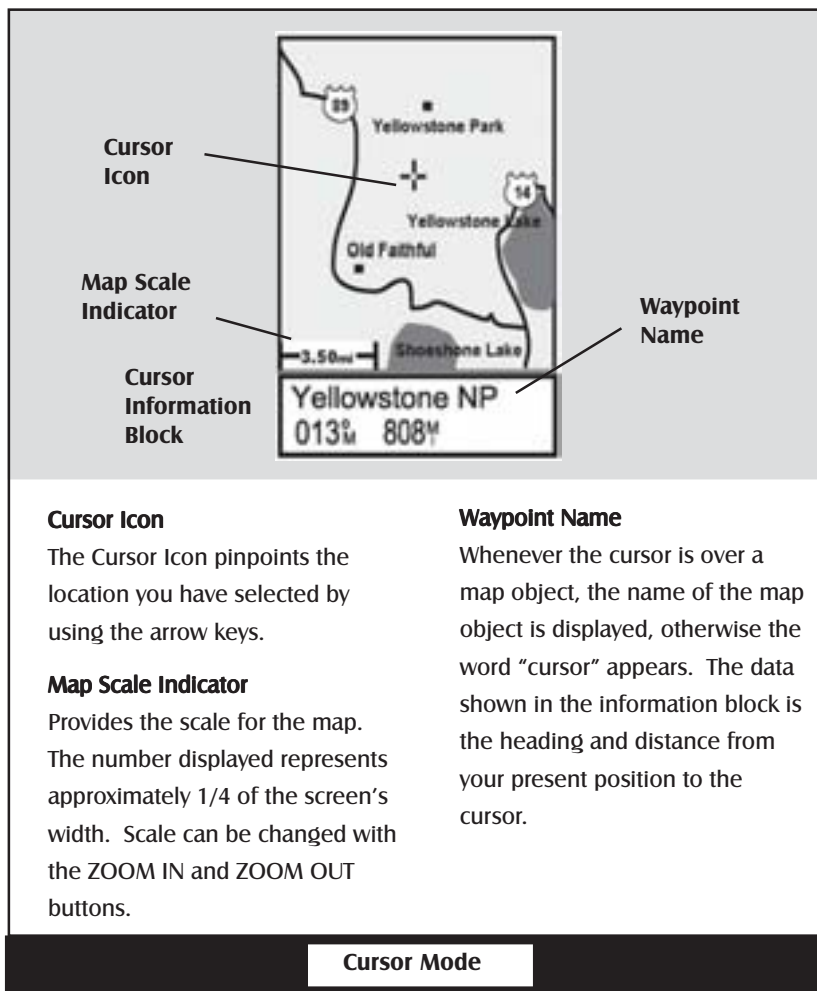 89
Yellowstone Park
Cursor
Icon
14
Yellowstone Lake
Old Faithful
Map Scale
Indicator
Waypoint
Name
3.50mi
Shoeshone Lake
Cursor
Information
Block
Yellowstone NP
013°M 808MI
Cursor Icon
The Cursor Icon pinpoints the
location you have selected by
using the arrow keys.
Map Scale Indicator
Provides the scale for the map.
The number displayed represents
approximately 1/4 of the screen's
width. Scale can be changed with
the ZOOM IN and ZOOM OUT
buttons.
Waypoint Name
Whenever the cursor is over a
map object, the name of the map
object is displayed, otherwise the
word “cursor” appears. The data
shown in the information block is
the heading and distance from
your present position to the
cursor.
Cursor Mode